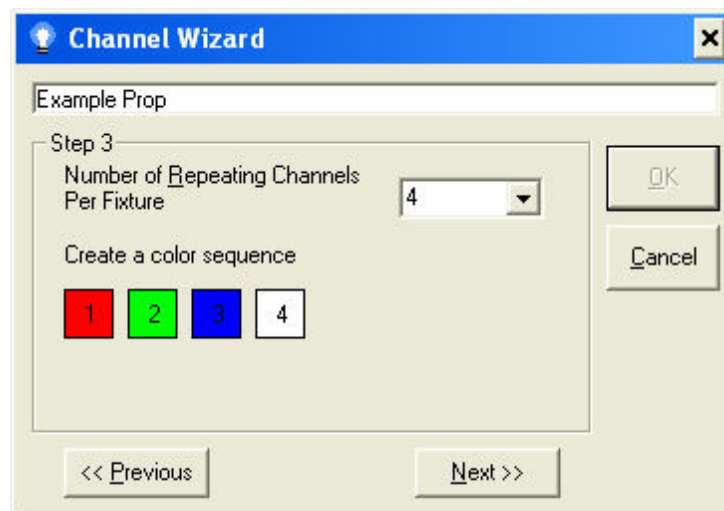 Channel Wizard
Example Prop
Step 3
Number of Repeating Channels
Per Fixture
4
OK
Create a color sequence
Cancel
1 2 3 4
<< Previous
Next >>